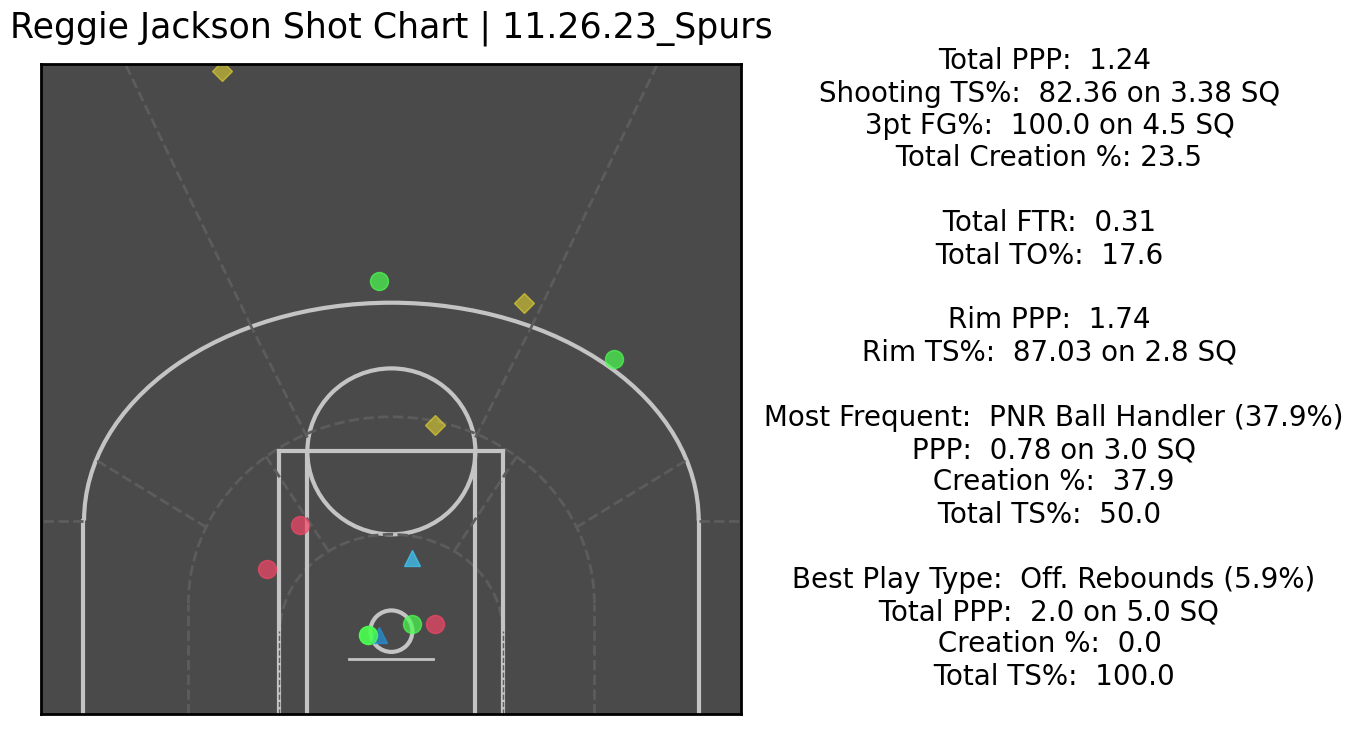 Reggie Jackson Shot Chart | 11.26.23_Spurs
Total PPP:  1.24
Shooting TS%:  82.36 on 3.38 SQ
3pt FG%:  100.0 on 4.5 SQ
Total Creation %: 23.5
Total FTR:  0.31
Total TO%:  17.6
Rim PPP:  1.74
Rim TS%:  87.03 on 2.8 SQ
Most Frequent:  PNR Ball Handler (37.9%)
PPP:  0.78 on 3.0 SQ
Creation %:  37.9
Total TS%:  50.0
Best Play Type:  Off. Rebounds (5.9%)
Total PPP:  2.0 on 5.0 SQ
Creation %:  0.0
Total TS%:  100.0